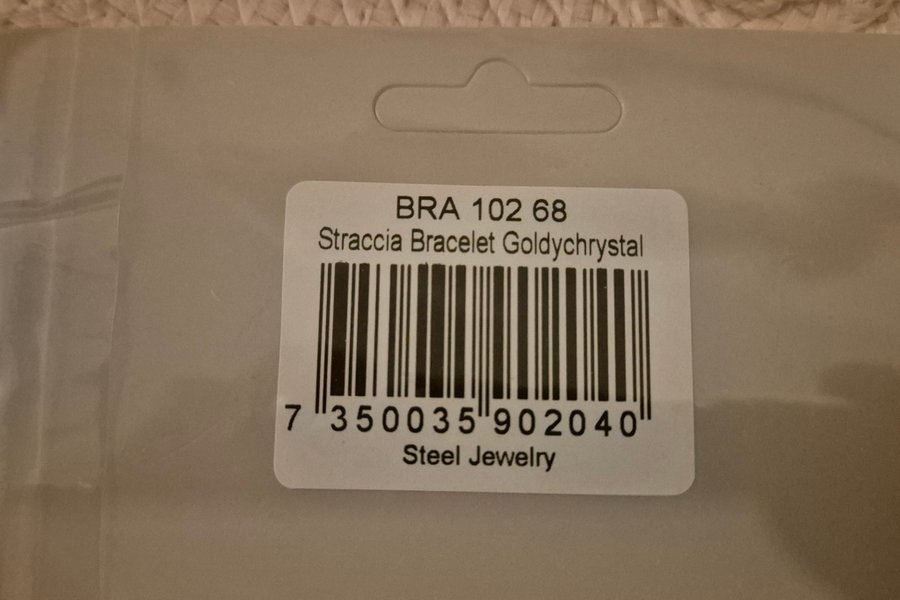 BRA 102 68
Straccia Bracelet Goldychrystal
7 350035 902040
Steel Jewelry